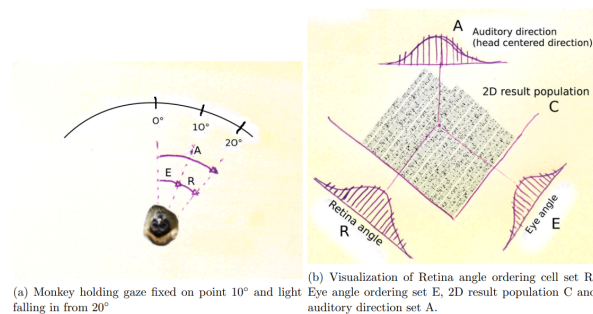 0°
10°
20°
A
E
R
(a) Monkey holding gaze fixed on point 10° and light
falling in from 20°
A
Auditory direction
(head centered direction)
2D result population
C
Retina angle
R
Eye angle
E
(b) Visualization of Retina angle ordering cell set R
Eye angle ordering set E, 2D result population C and
auditory direction set A.